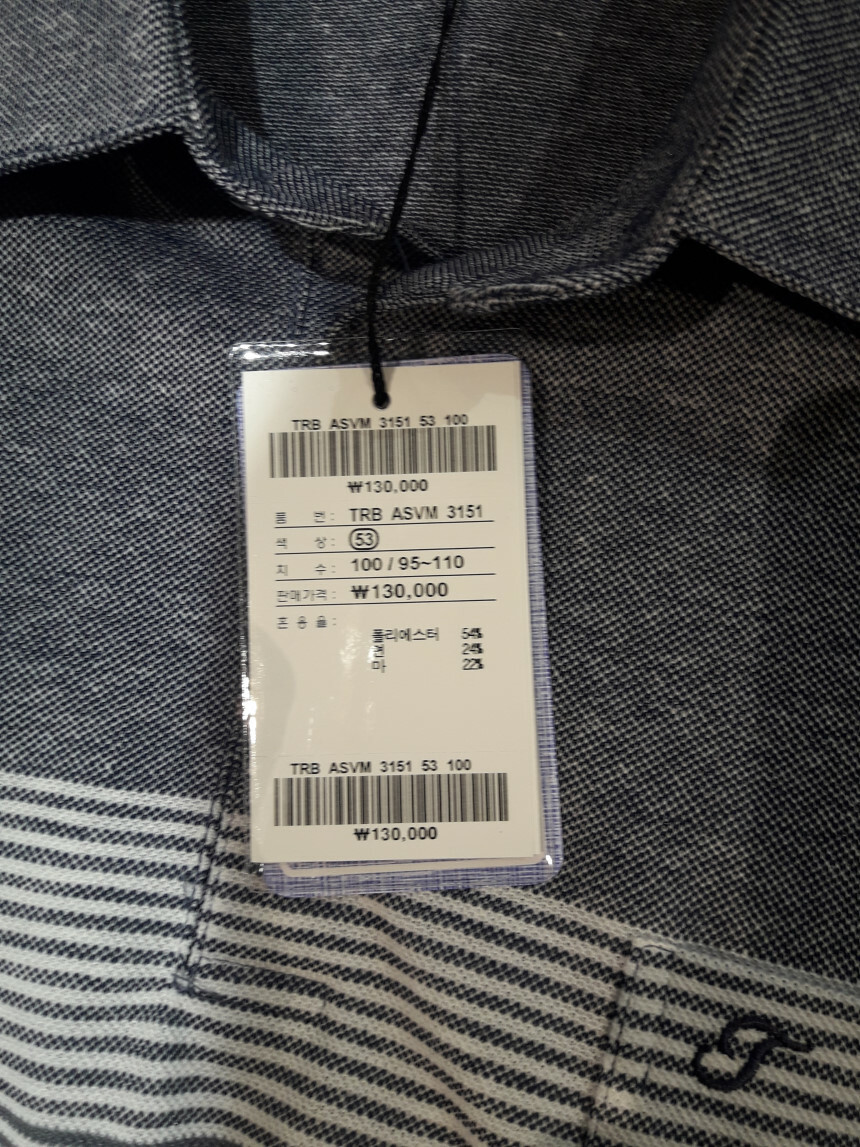 TRB ASVM 3151 53 100
₩130,000
품 번 : TRB ASVM 3151
색 상 : 53
치 수 : 100 / 95~110
판매가격 : ₩130,000
혼 용 율 :
폴리에스터 54%
면 24%
마 22%
TRB ASVM 3151 53 100
₩130,000
T